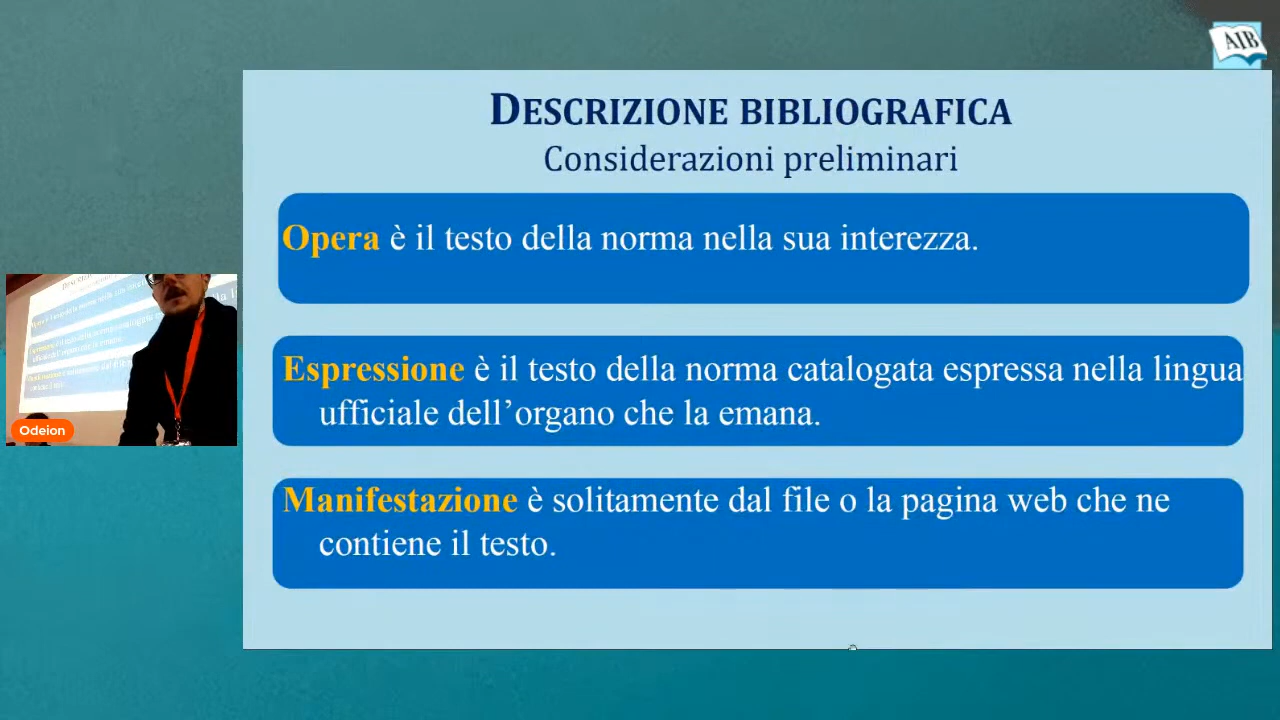 AIB
DESCRIZIONE BIBLIOGRAFICA
Considerazioni preliminari
Opera è il testo della norma nella sua interezza.
Espressione è il testo della norma catalogata espressa nella lingua
ufficiale dell’organo che la emana.
Manifestazione è solitamente dal file o la pagina web che ne
contiene il testo.
Odeion